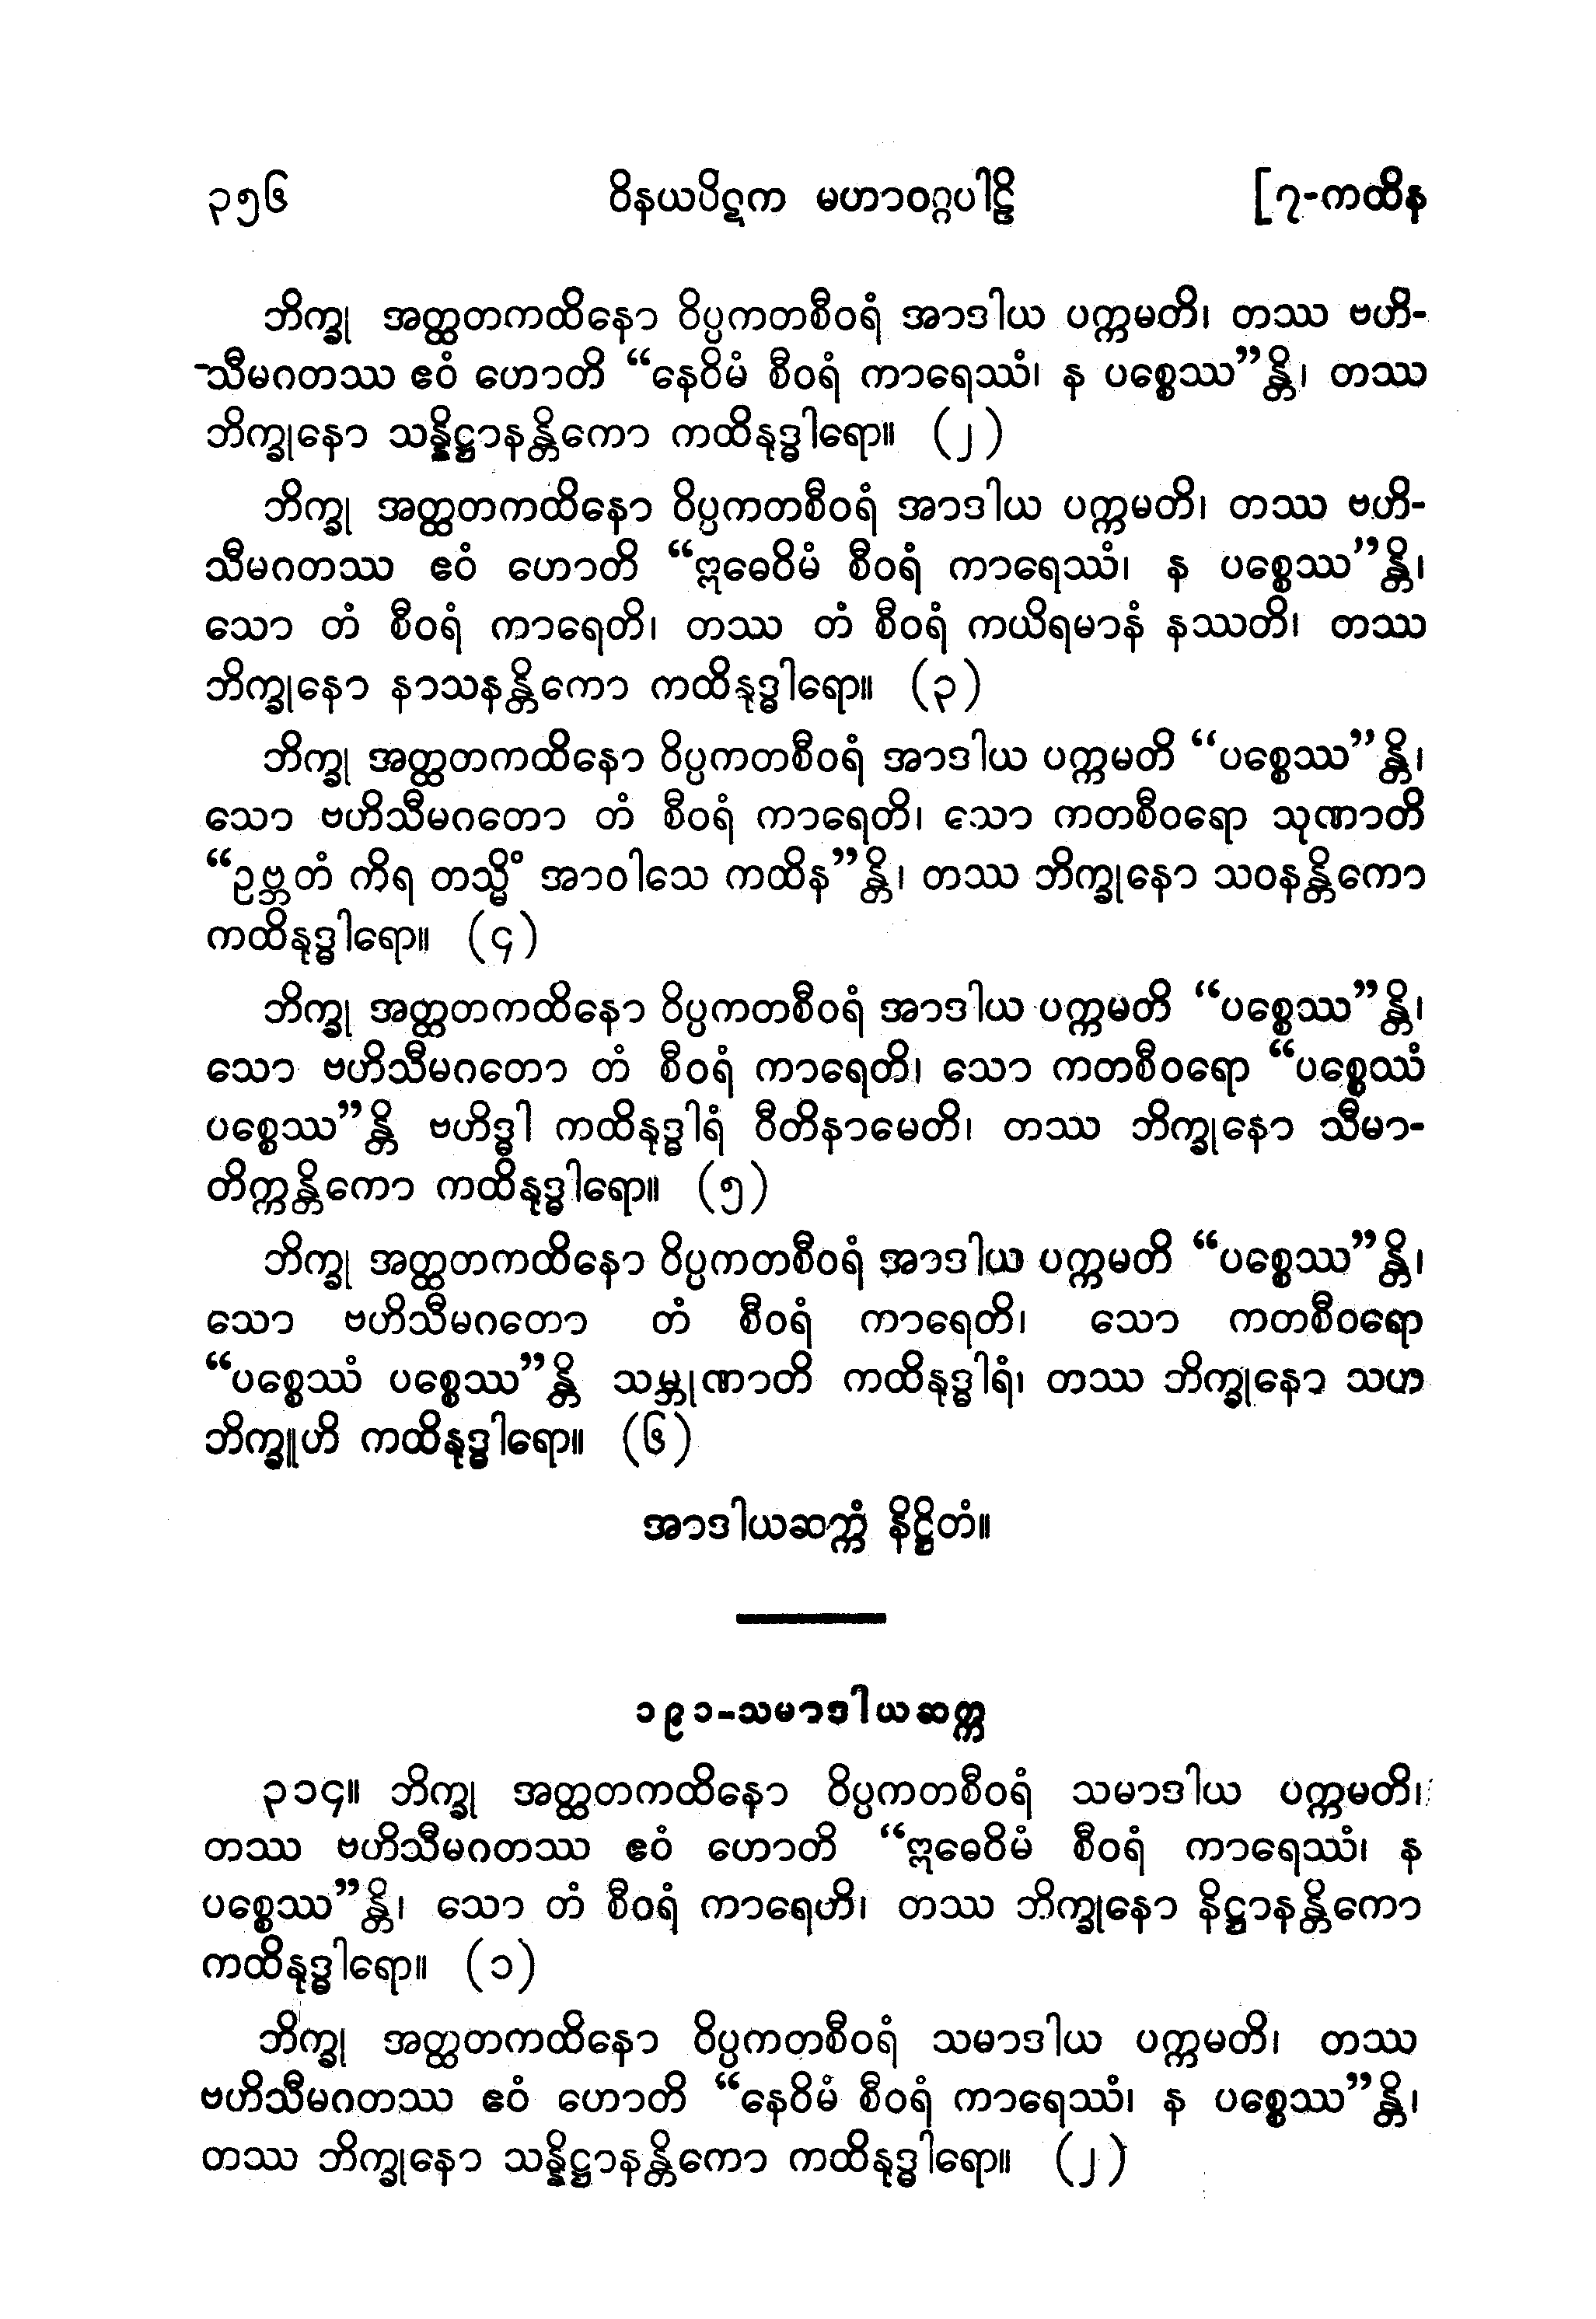 ၃၅၆ ဝိနယပိဋက မဟာဝဂ္ဂပါဠိ [၇-ကထိန
ဘိက္ခု အတ္ထတကထိနော ဝိပ္ပကတစီဝရံ အာဒါယ ပက္ကမတိ၊ တဿ ဗဟိ-
သီမဂတဿ ဧဝံ ဟောတိ “နေဝိမံ စီဝရံ ကာရေဿံ၊ န ပစ္စေဿ”န္တိ၊ တဿ
ဘိက္ခုနော သန္နိဋ္ဌာနန္တိကော ကထိနုဒ္ဓါရော။ (၂)
ဘိက္ခု အတ္ထတကထိနော ဝိပ္ပကတစီဝရံ အာဒါယ ပက္ကမတိ၊ တဿ ဗဟိ-
သီမဂတဿ ဧဝံ ဟောတိ “ဣဓေဝိမံ စီဝရံ ကာရေဿံ၊ န ပစ္စေဿ”န္တိ၊
သော တံ စီဝရံ ကာရေတိ၊ တဿ တံ စီဝရံ ကယိရမာနံ နဿတိ၊ တဿ
ဘိက္ခုနော နာသနန္တိကော ကထိနုဒ္ဓါရော။ (၃)
ဘိက္ခု အတ္ထတကထိနော ဝိပ္ပကတစီဝရံ အာဒါယ ပက္ကမတိ “ပစ္စေဿ”န္တိ၊
သော ဗဟိသီမဂတော တံ စီဝရံ ကာရေတိ၊ သော ကတစီဝရော သုဏာတိ
“ဥဗ္ဘတံ ကိရ တသ္မိံ အာဝါသေ ကထိန”န္တိ၊ တဿ ဘိက္ခုနော သဝနန္တိကော
ကထိနုဒ္ဓါရော။ (၄)
ဘိက္ခု အတ္ထတကထိနော ဝိပ္ပကတစီဝရံ အာဒါယ ပက္ကမတိ “ပစ္စေဿ”န္တိ၊
သော ဗဟိသီမဂတော တံ စီဝရံ ကာရေတိ၊ သော ကတစီဝရော “ပစ္စေဿံ
ပစ္စေဿ”န္တိ ဗဟိဒ္ဓါ ကထိနုဒ္ဓါရံ ဝီတိနာမေတိ၊ တဿ ဘိက္ခုနော သီမာ-
တိက္ကန္တိကော ကထိနုဒ္ဓါရော။ (၅)
ဘိက္ခု အတ္ထတကထိနော ဝိပ္ပကတစီဝရံ အာဒါယ ပက္ကမတိ “ပစ္စေဿ”န္တိ၊
သော ဗဟိသီမဂတော တံ စီဝရံ ကာရေတိ၊ သော ကတစီဝရော
“ပစ္စေဿံ ပစ္စေဿ”န္တိ သမ္ဘုဏာတိ ကထိနုဒ္ဓါရံ၊ တဿ ဘိက္ခုနော သဟ
ဘိက္ခူဟိ ကထိနုဒ္ဓါရော။ (၆)
အာဒါယဆက္ကံ နိဋ္ဌိတံ။
၁၉၁-သမာဒါယဆက္က
၃၁၄။ ဘိက္ခု အတ္ထတကထိနော ဝိပ္ပကတစီဝရံ သမာဒါယ ပက္ကမတိ၊
တဿ ဗဟိသီမဂတဿ ဧဝံ ဟောတိ “ဣဓေဝိမံ စီဝရံ ကာရေဿံ၊ န
ပစ္စေဿ”န္တိ၊ သော တံ စီဝရံ ကာရေတိ၊ တဿ ဘိက္ခုနော နိဋ္ဌာနန္တိကော
ကထိနုဒ္ဓါရော။ (၁)
ဘိက္ခု အတ္ထတကထိနော ဝိပ္ပကတစီဝရံ သမာဒါယ ပက္ကမတိ၊ တဿ
ဗဟိသီမဂတဿ ဧဝံ ဟောတိ “နေဝိမံ စီဝရံ ကာရေဿံ၊ န ပစ္စေဿ”န္တိ၊
တဿ ဘိက္ခုနော သန္နိဋ္ဌာနန္တိကော ကထိနုဒ္ဓါရော။ (၂)